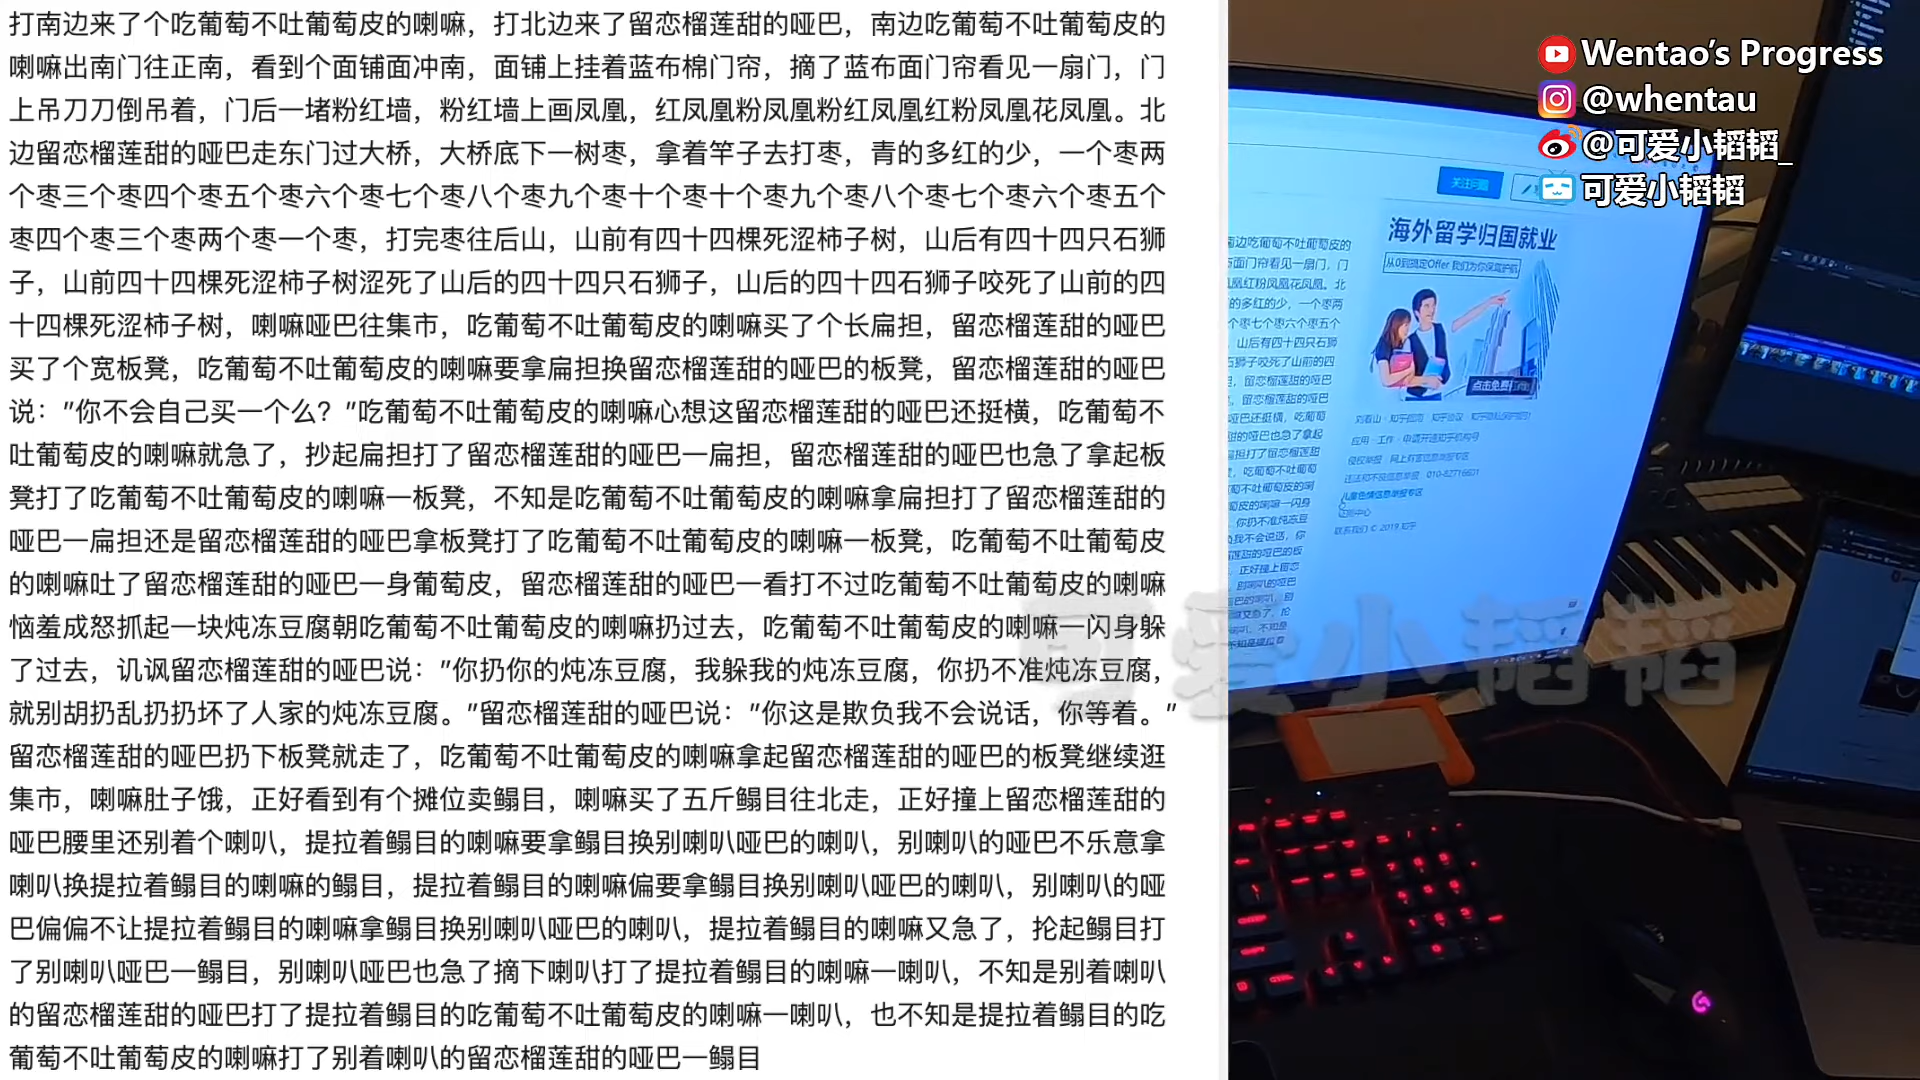 打南边来了个吃葡萄不吐葡萄皮的喇嘛，打北边来了留恋榴莲甜的哑巴，南边吃葡萄不吐葡萄皮的
喇嘛出南门往正南，看到个面铺面冲南，面铺上挂着蓝布棉门帘，摘了蓝布面门帘看见一扇门，门
上吊刀刀倒吊着，门后一堵粉红墙，粉红墙上画凤凰，红凤凰粉凤凰粉红凤凰红粉凤凰花凤凰。北
边留恋榴莲甜的哑巴走东门过大桥，大桥底下一树枣，拿着竿子去打枣，青的多红的少，一个枣两
个枣三个枣四个枣五个枣六个枣七个枣八个枣九个枣十个枣十个枣九个枣八个枣七个枣六个枣五个
枣四个枣三个枣两个枣一个枣，打完枣往后山，山前有四十四棵死涩柿子树，山后有四十四只石狮
子，山前四十四棵死涩柿子树涩死了山后的四十四只石狮子，山后的四十四石狮子咬死了山前的四
十四棵死涩柿子树，喇嘛哑巴往集市，吃葡萄不吐葡萄皮的喇嘛买了个长扁担，留恋榴莲甜的哑巴
买了个宽板凳，吃葡萄不吐葡萄皮的喇嘛要拿扁担换留恋榴莲甜的哑巴的板凳，留恋榴莲甜的哑巴
说："你不会自己买一个么？"吃葡萄不吐葡萄皮的喇嘛心想这留恋榴莲甜的哑巴还挺横，吃葡萄不
吐葡萄皮的喇嘛就急了，抄起扁担打了留恋榴莲甜的哑巴一扁担，留恋榴莲甜的哑巴也急了拿起板
凳打了吃葡萄不吐葡萄皮的喇嘛一板凳，不知是吃葡萄不吐葡萄皮的喇嘛拿扁担打了留恋榴莲甜的
哑巴一扁担还是留恋榴莲甜的哑巴拿板凳打了吃葡萄不吐葡萄皮的喇嘛一板凳，吃葡萄不吐葡萄皮
的喇嘛吐了留恋榴莲甜的哑巴一身葡萄皮，留恋榴莲甜的哑巴一看打不过吃葡萄不吐葡萄皮的喇嘛
恼羞成怒抓起一块炖冻豆腐朝吃葡萄不吐葡萄皮的喇嘛扔过去，吃葡萄不吐葡萄皮的喇嘛一闪身躲
了过去，讥讽留恋榴莲甜的哑巴说："你扔你的炖冻豆腐，我躲我的炖冻豆腐，你扔不准炖冻豆腐，
就别胡扔乱扔扔坏了人家的炖冻豆腐。"留恋榴莲甜的哑巴说："你这是欺负我不会说话，你等着。"
留恋榴莲甜的哑巴扔下板凳就走了，吃葡萄不吐葡萄皮的喇嘛拿起留恋榴莲甜的哑巴的板凳继续逛
集市，喇嘛肚子饿，正好看到有个摊位卖鳎目，喇嘛买了五斤鳎目往北走，正好撞上留恋榴莲甜的
哑巴腰里还别着个喇叭，提拉着鳎目的喇嘛要拿鳎目换别喇叭哑巴的喇叭，别喇叭的哑巴不乐意拿
喇叭换提拉着鳎目的喇嘛的鳎目，提拉着鳎目的喇嘛偏要拿鳎目换别喇叭哑巴的喇叭，别喇叭的哑
巴偏偏不让提拉着鳎目的喇嘛拿鳎目换别喇叭哑巴的喇叭，提拉着鳎目的喇嘛又急了，抡起鳎目打
了别喇叭哑巴一鳎目，别喇叭哑巴也急了摘下喇叭打了提拉着鳎目的喇嘛一喇叭，不知是别着喇叭
的留恋榴莲甜的哑巴打了提拉着鳎目的吃葡萄不吐葡萄皮的喇嘛一喇叭，也不知是提拉着鳎目的吃
葡萄不吐葡萄皮的喇嘛打了别着喇叭的留恋榴莲甜的哑巴一鳎目
Wentao's Progress
@whentau
@可爱小韬韬_
可爱小韬韬
关注问题
海外留学归国就业
从0到搞定Offer 我们为你保驾护航
点击免费
可爱小韬韬